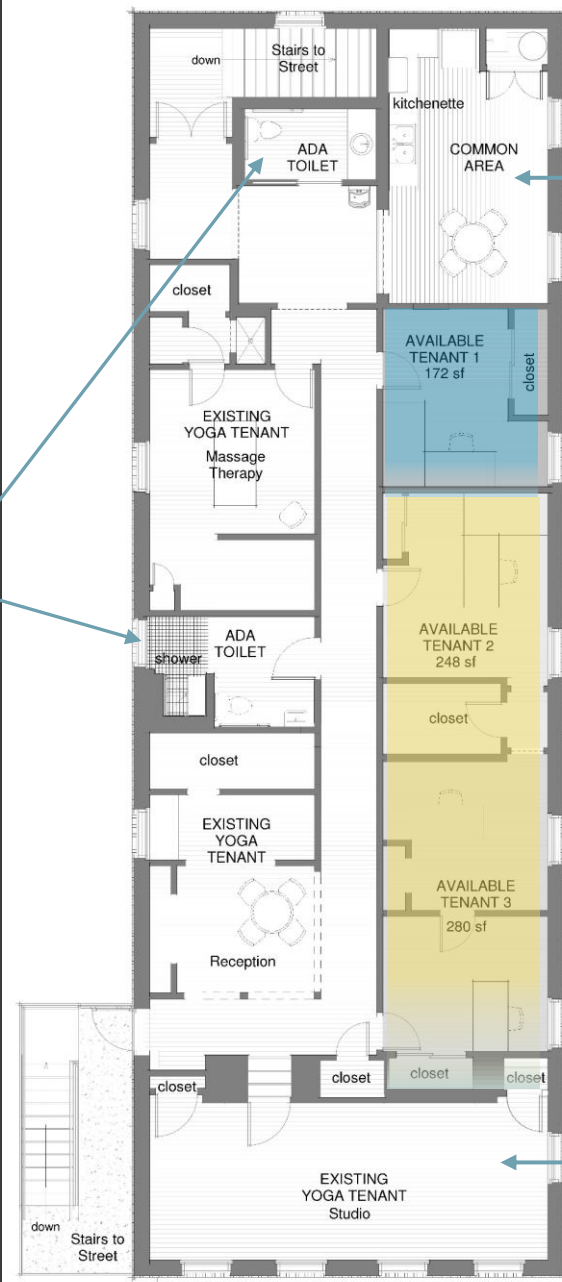 down
Stairs to
Street
kitchenette
ADA
TOILET
COMMON
AREA
closet
AVAILABLE
TENANT 1
172 sf
closet
EXISTING
YOGA TENANT
Massage
Therapy
AVAILABLE
TENANT 2
248 sf
ADA
TOILET
shower
closet
closet
EXISTING
YOGA
TENANT
AVAILABLE
TENANT 3
280 sf
Reception
closet
closet
closet
closet
EXISTING
YOGA TENANT
Studio
down
Stairs to
Street